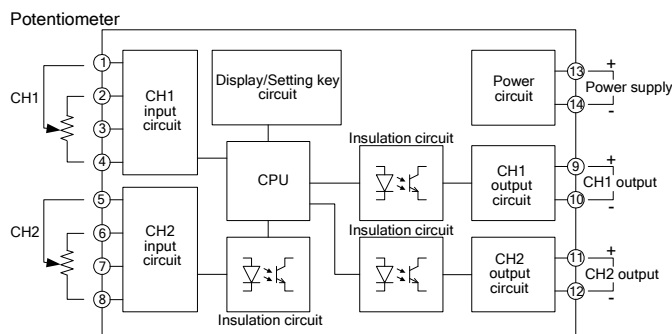 Potentiometer
CH1
1
2
3
4
CH1
input
circuit
Display/Setting key
circuit
Power
circuit
13
14
+
Power supply
-
CPU
Insulation circuit
CH1
output
circuit
9
10
+
CH1 output
-
CH2
5
6
7
8
CH2
input
circuit
Insulation circuit
Insulation circuit
CH2
output
circuit
11
12
+
CH2 output
-